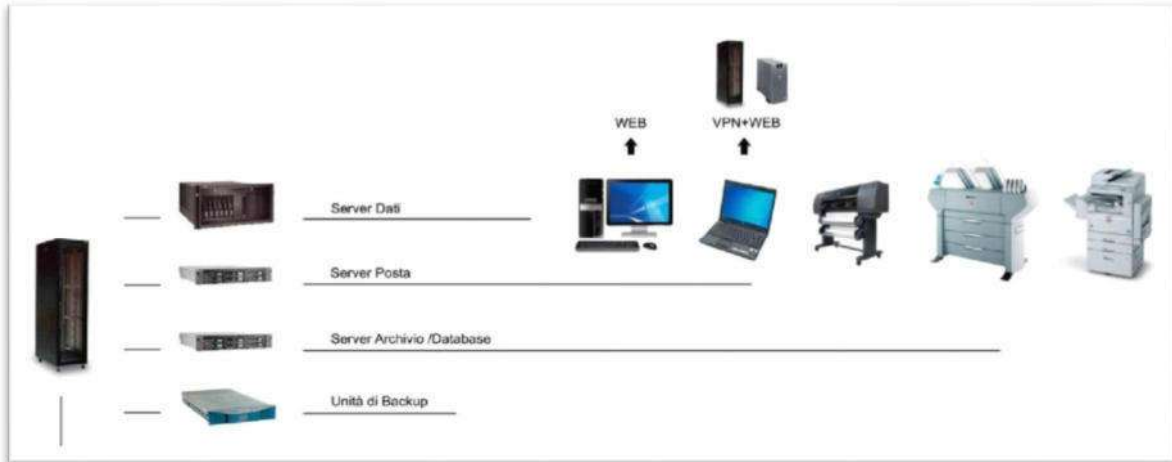 WEB
VPN+WEB
Server Dati
Server Posta
Server Archivio /Database
Unità di Backup